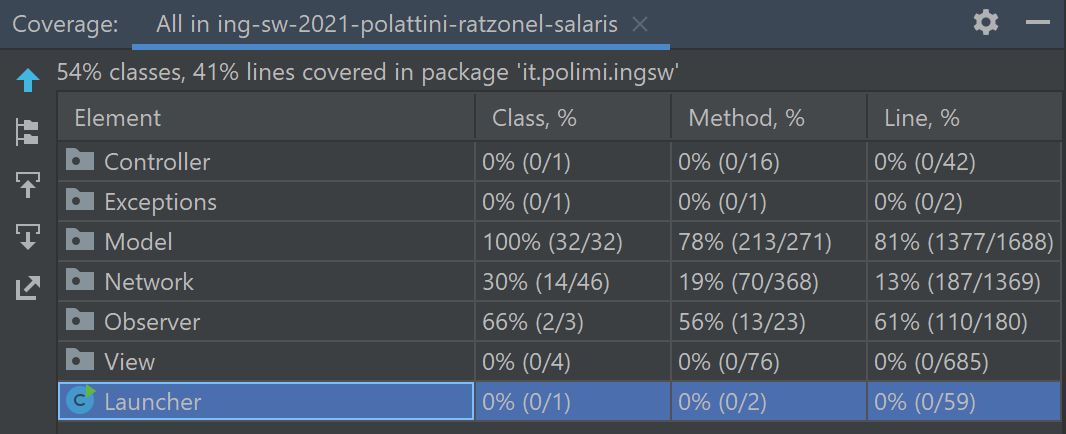 Coverage: All in ing-sw-2021-polattini-ratzonel-salaris
54% classes, 41% lines covered in package 'it.polimi.ingsw'
Element Class, % Method, % Line, %
Controller 0% (0/1) 0% (0/16) 0% (0/42)
Exceptions 0% (0/1) 0% (0/1) 0% (0/2)
Model 100% (32/32) 78% (213/271) 81% (1377/1688)
Network 30% (14/46) 19% (70/368) 13% (187/1369)
Observer 66% (2/3) 56% (13/23) 61% (110/180)
View 0% (0/4) 0% (0/76) 0% (0/685)
C Launcher 0% (0/1) 0% (0/2) 0% (0/59)